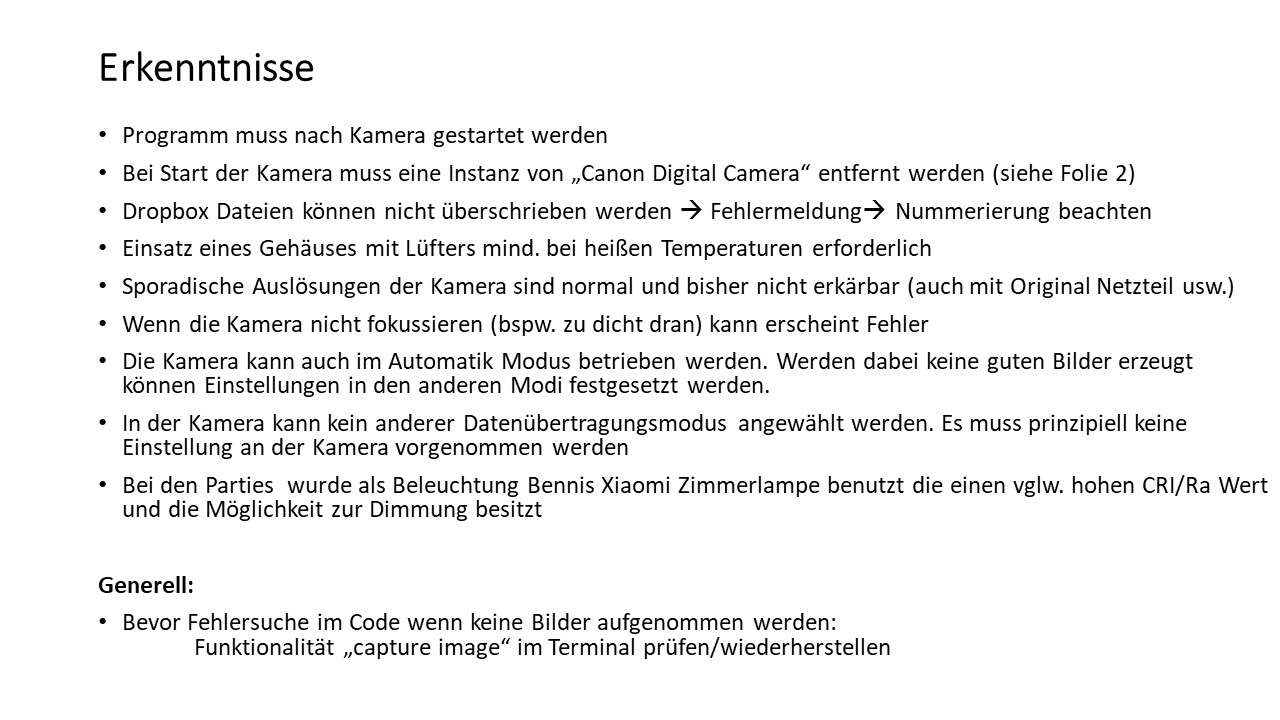 Erkenntnisse
• Programm muss nach Kamera gestartet werden
• Bei Start der Kamera muss eine Instanz von „Canon Digital Camera“ entfernt werden (siehe Folie 2)
• Dropbox Dateien können nicht überschrieben werden → Fehlermeldung→ Nummerierung beachten
• Einsatz eines Gehäuses mit Lüfters mind. bei heißen Temperaturen erforderlich
• Sporadische Auslösungen der Kamera sind normal und bisher nicht erkärbar (auch mit Original Netzteil usw.)
• Wenn die Kamera nicht fokussieren (bspw. zu dicht dran) kann erscheint Fehler
• Die Kamera kann auch im Automatik Modus betrieben werden. Werden dabei keine guten Bilder erzeugt
können Einstellungen in den anderen Modi festgesetzt werden.
• In der Kamera kann kein anderer Datenübertragungsmodus angewählt werden. Es muss prinzipiell keine
Einstellung an der Kamera vorgenommen werden
• Bei den Parties wurde als Beleuchtung Bennis Xiaomi Zimmerlampe benutzt die einen vglw. hohen CRI/Ra Wert
und die Möglichkeit zur Dimmung besitzt
Generell:
• Bevor Fehlersuche im Code wenn keine Bilder aufgenommen werden:
Funktionalität „capture image“ im Terminal prüfen/wiederherstellen